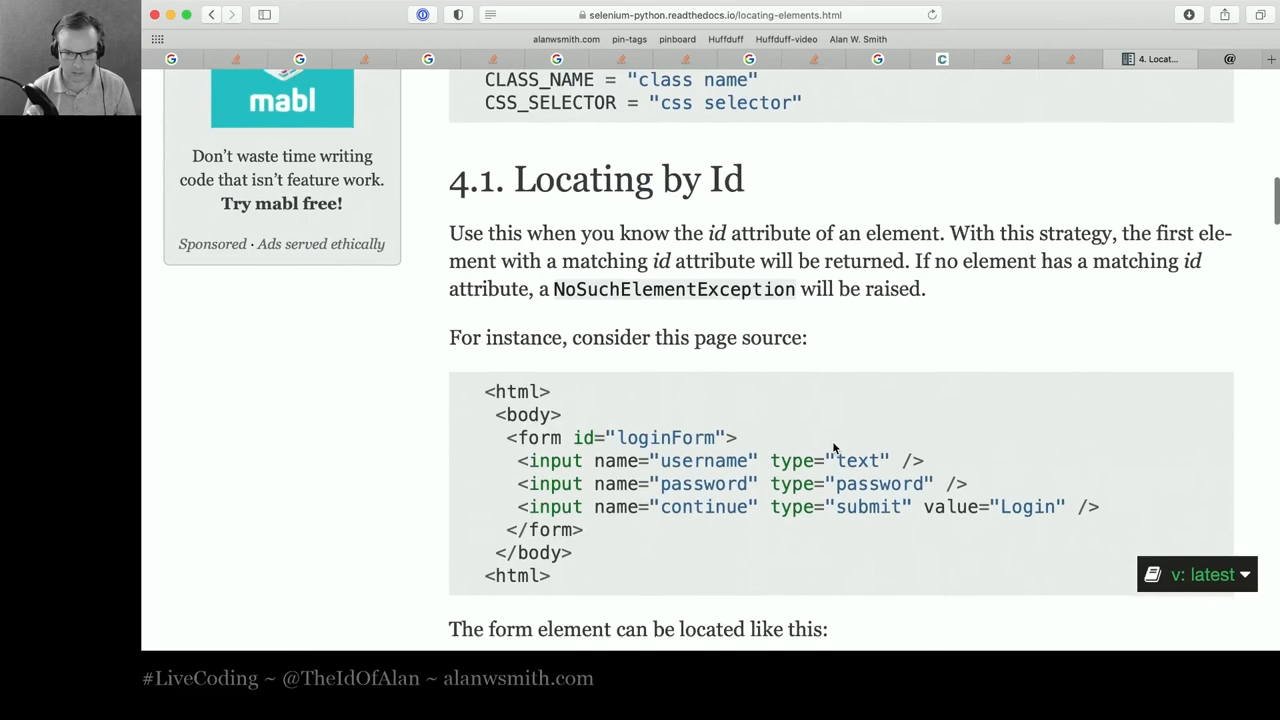 selenium-python.readthedocs.io/locating-elements.html
alanwsmith.com pin-tags pinboard Huffduff Huffduff-video Alan W. Smith
4. Locat...
@
CLASS_NAME = "class name"
CSS_SELECTOR = "css selector"
mabl
Don't waste time writing
code that isn't feature work.
Try mabl free!
Sponsored · Ads served ethically
4.1. Locating by Id
Use this when you know the id attribute of an element. With this strategy, the first ele-
ment with a matching id attribute will be returned. If no element has a matching id
attribute, a NoSuchElementException will be raised.
For instance, consider this page source:
<html>
<body>
<form id="loginForm">
<input name="username" type="text" />
<input name="password" type="password" />
<input name="continue" type="submit" value="Login" />
</form>
</body>
<html>
The form element can be located like this:
v: latest
#LiveCoding ~ @TheIdOfAlan ~ alanwsmith.com